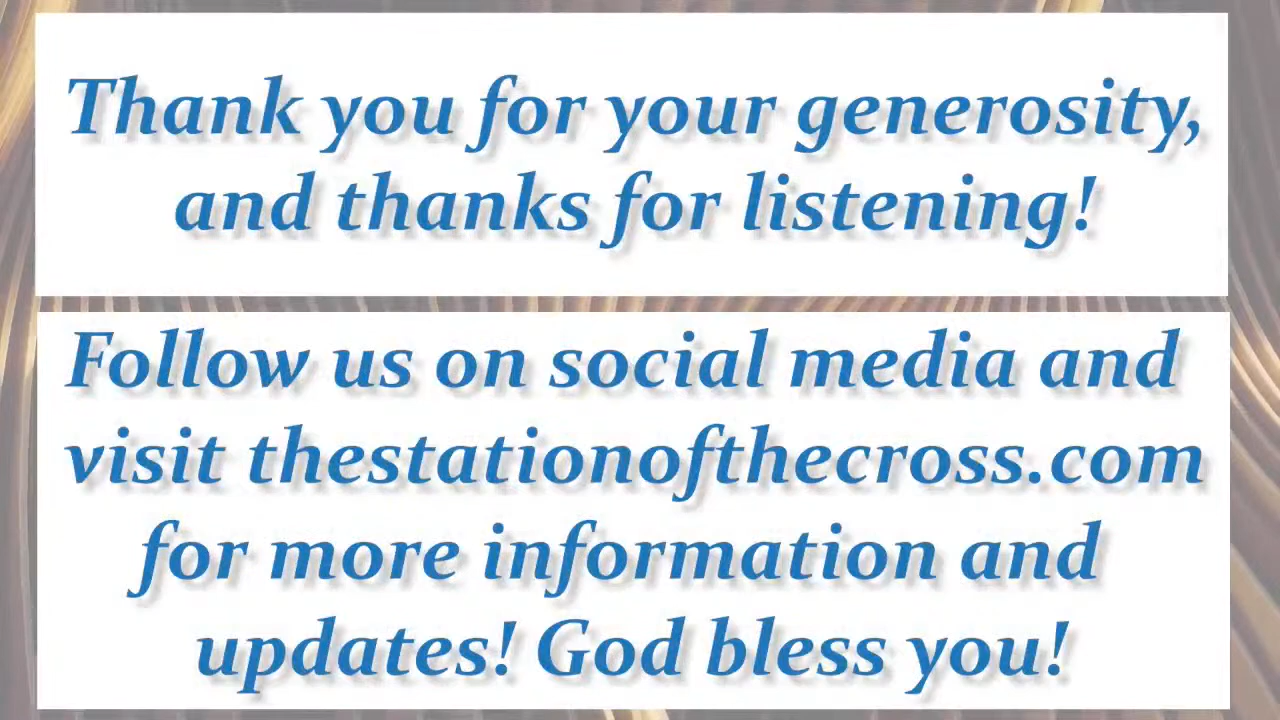 Thank you for your generosity,
and thanks for listening!
Follow us on social media and
visit thestationofthecross.com
for more information and
updates! God bless you!